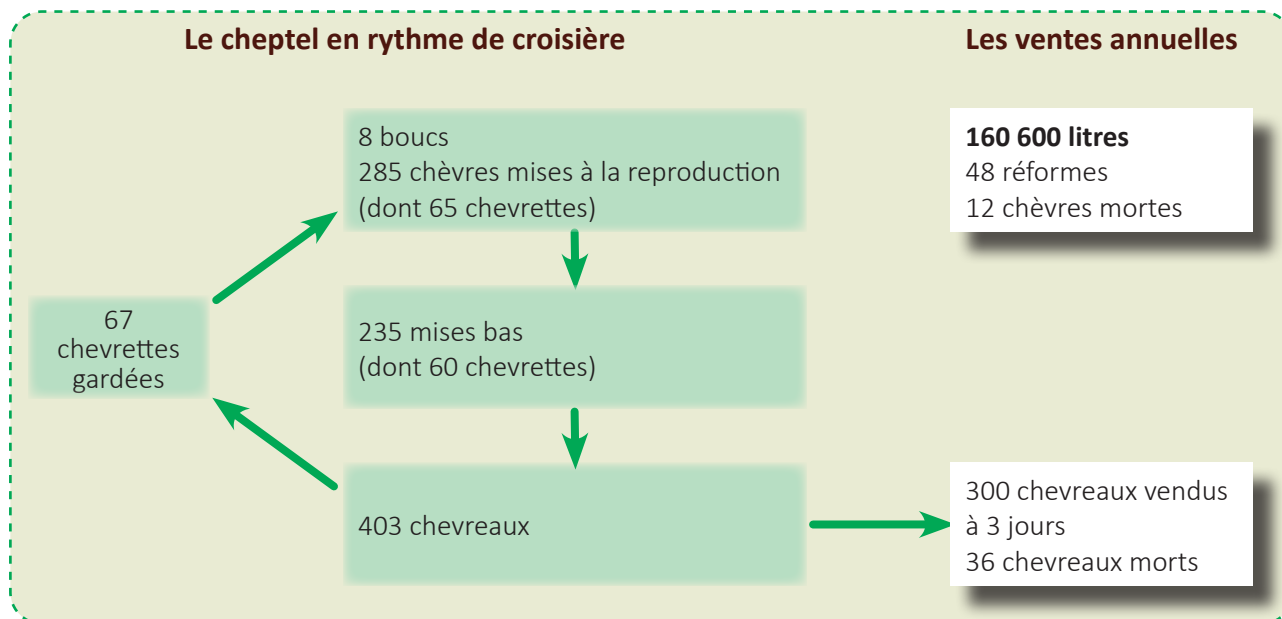 Le cheptel en rythme de croisière
Les ventes annuelles
8 boucs
285 chèvres mises à la reproduction
(dont 65 chevrettes)
160 600 litres
48 réformes
12 chèvres mortes
67
chevrettes
gardées
235 mises bas
(dont 60 chevrettes)
403 chevreaux
300 chevreaux vendus
à 3 jours
36 chevreaux morts